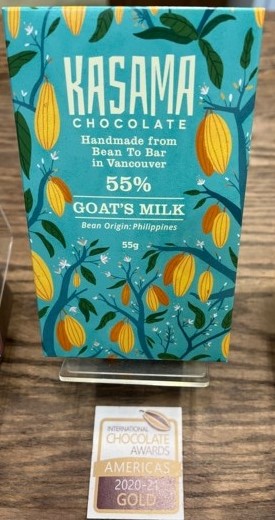 KASAMA
CHOCOLATE
Handmade from
Bean To Bar
in Vancouver
55%
GOAT'S MILK
Bean Origin: Philippines
55g
INTERNATIONAL
CHOCOLATE
AWARDS
AMERICAS
2020-21
GOLD